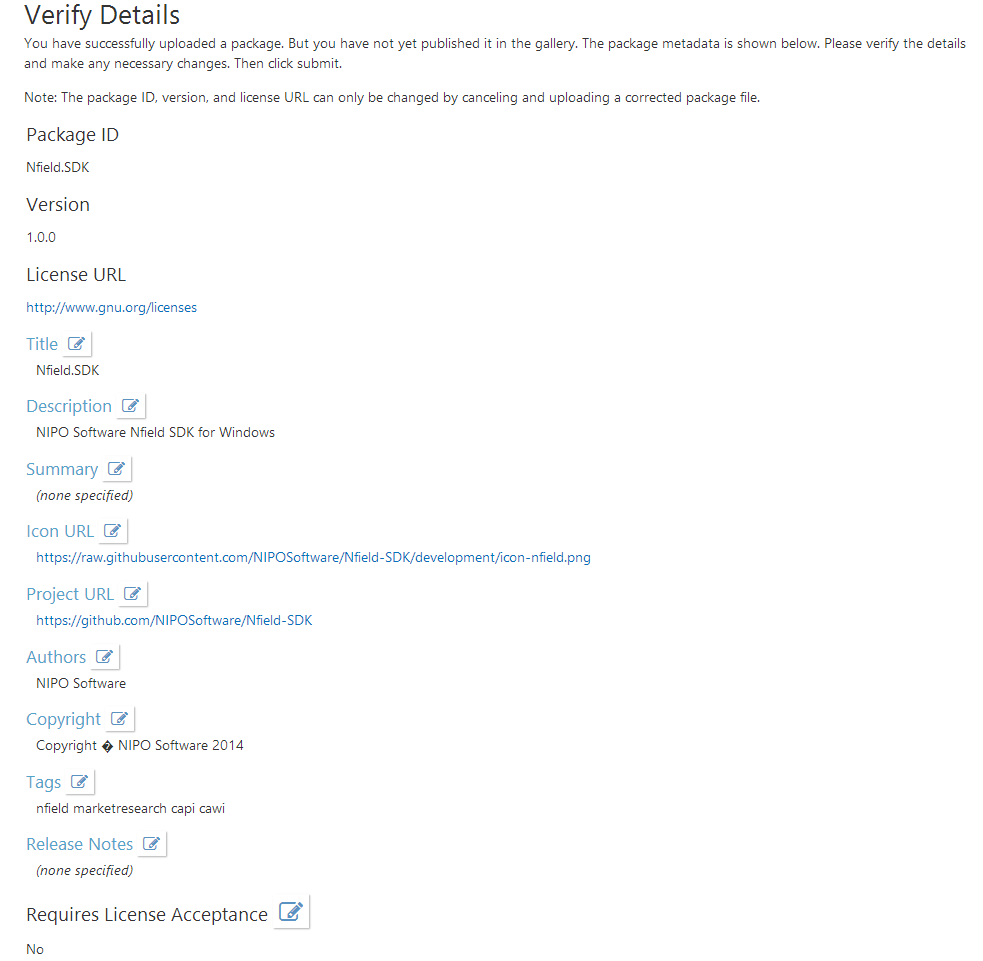 Verify Details
You have successfully uploaded a package. But you have not yet published it in the gallery. The package metadata is shown below. Please verify the details
and make any necessary changes. Then click submit.
Note: The package ID, version, and license URL can only be changed by canceling and uploading a corrected package file.
Package ID
Nfield.SDK
Version
1.0.0
License URL
http://www.gnu.org/licenses
Title
Nfield.SDK
Description
NIPO Software Nfield SDK for Windows
Summary
(none specified)
Icon URL
https://raw.githubusercontent.com/NIPOSoftware/Nfield-SDK/development/icon-nfield.png
Project URL
https://github.com/NIPOSoftware/Nfield-SDK
Authors
NIPO Software
Copyright
Copyright � NIPO Software 2014
Tags
nfield marketresearch capi cawi
Release Notes
(none specified)
Requires License Acceptance
No